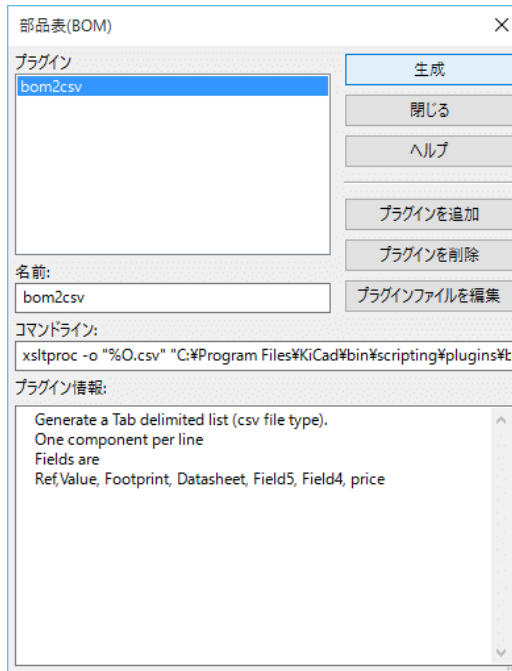 部品表(BOM)
プラグイン
bom2csv
生成
閉じる
ヘルプ
プラグインを追加
プラグインを削除
プラグインファイルを編集
名前:
bom2csv
コマンドライン:
xsltproc -o "%O.csv" "C:¥Program Files¥KiCad¥bin¥scripting¥plugins¥b
プラグイン情報:
Generate a Tab delimited list (csv file type).
One component per line
Fields are
Ref,Value, Footprint, Datasheet, Field5, Field4, price